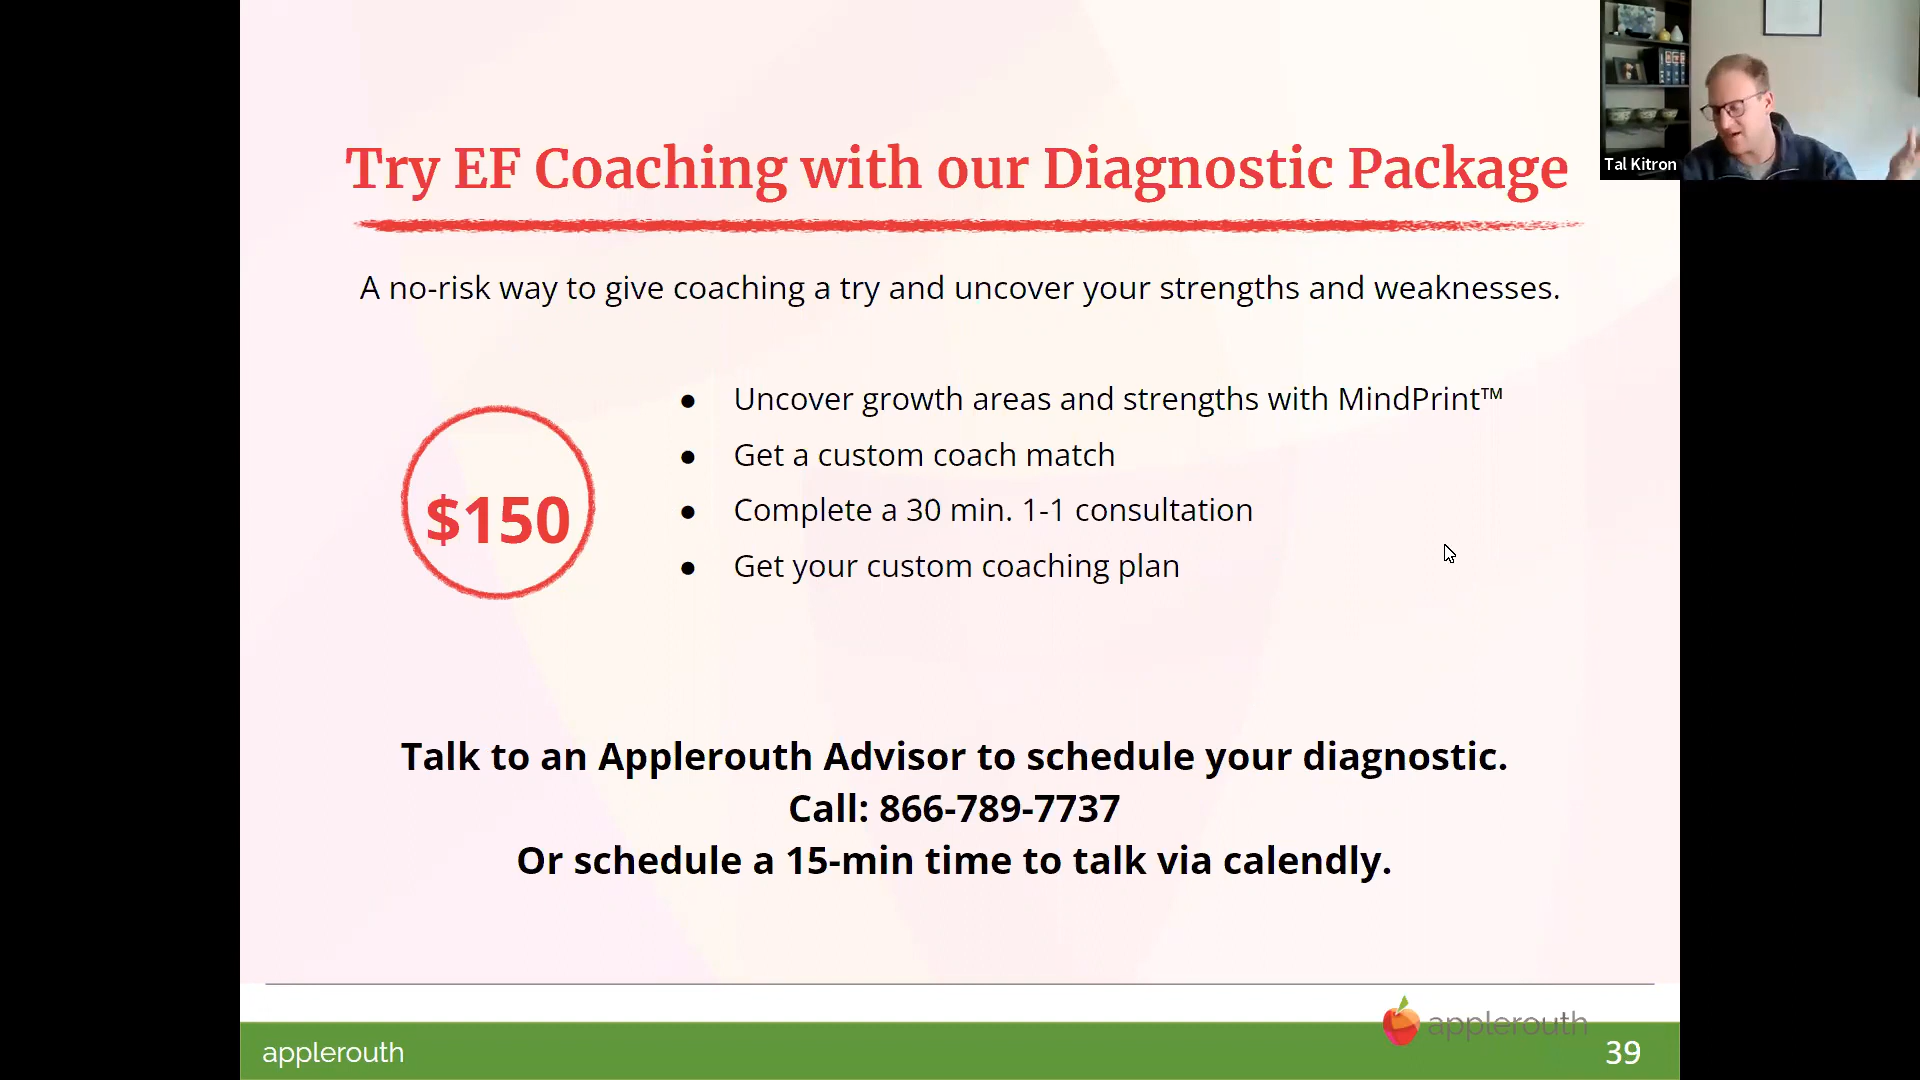 Try EF Coaching with our Diagnostic Package
Tal Kitron
A no-risk way to give coaching a try and uncover your strengths and weaknesses.
$150
● Uncover growth areas and strengths with MindPrint™
● Get a custom coach match
● Complete a 30 min. 1-1 consultation
● Get your custom coaching plan
Talk to an Applerouth Advisor to schedule your diagnostic.
Call: 866-789-7737
Or schedule a 15-min time to talk via calendly.
applerouth
applerouth
39